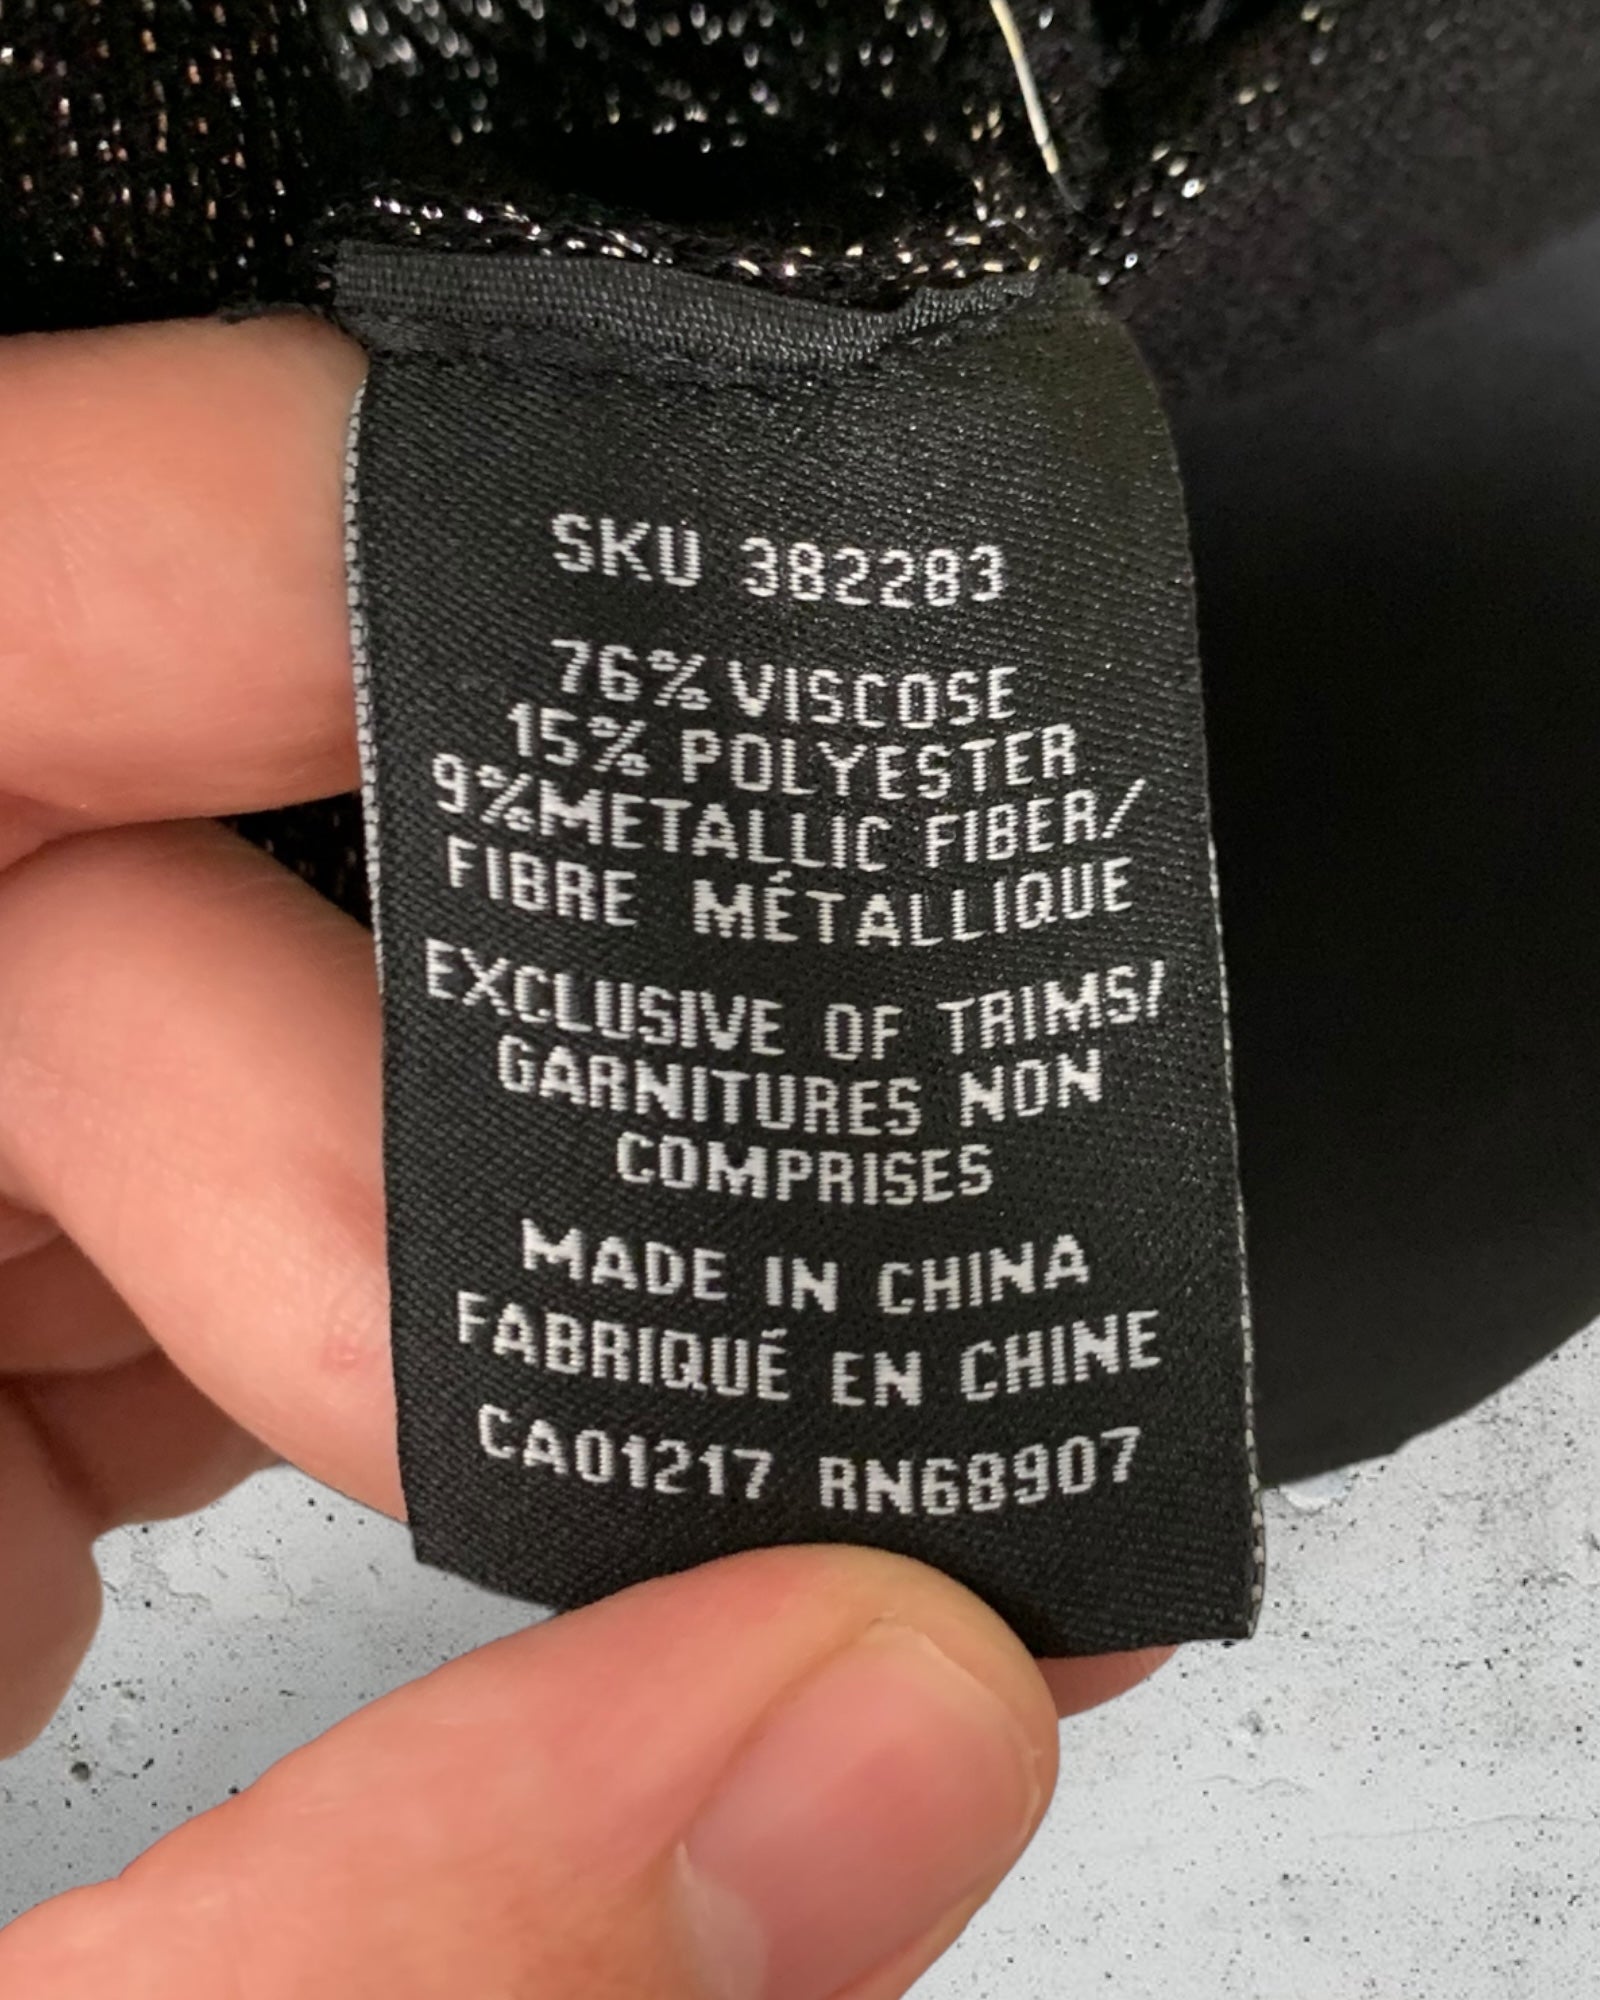 SKU 382283
76% VISCOSE
15% POLYESTER
9%METALLIC FIBER/
FIBRE MÉTALLIQUE
EXCLUSIVE OF TRIMS/
GARNITURES NON
COMPRISES
MADE IN CHINA
FABRIQUÉ EN CHINE
CA01217 RN68907